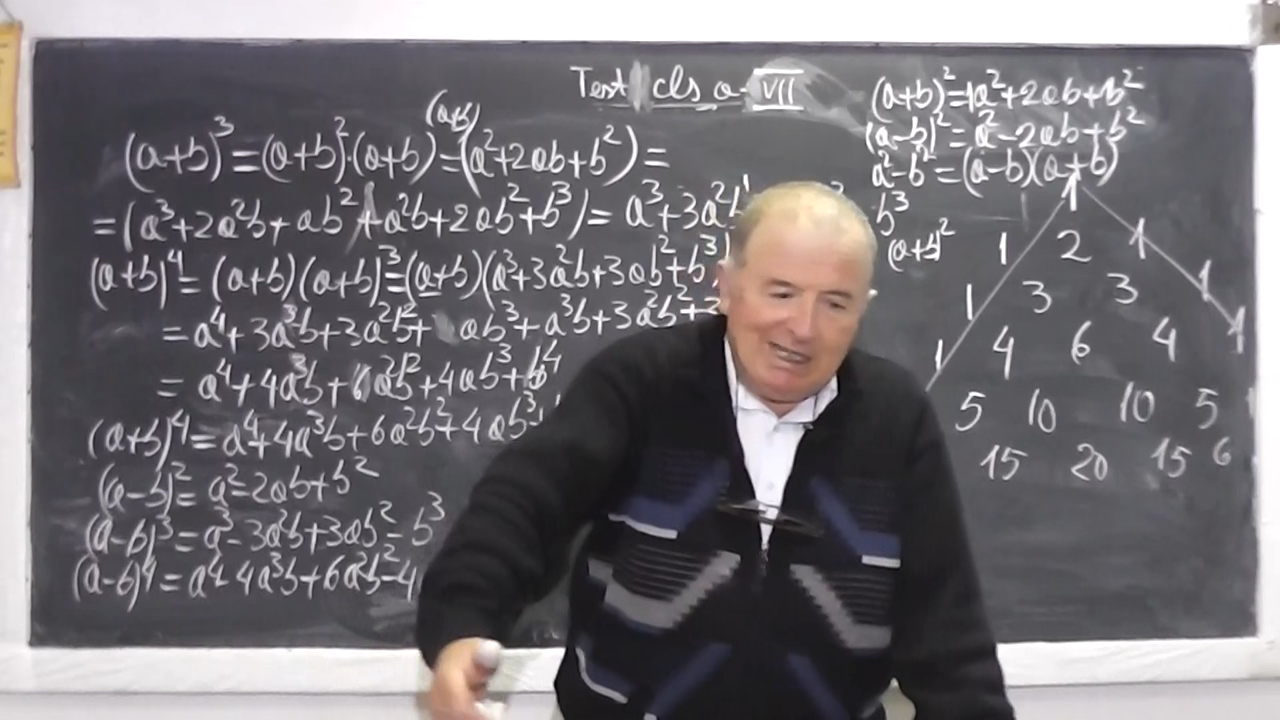 Test cls a VII
(a+b)³=(a+b)²·(a+b)=(a²+2ab+b²)=
(a+b)
=(a³+2a²b+ab²+a²b+2ab²+b³)= a³+3a²b
b³
(a+b)⁴=(a+b)(a+b)³=(a+b)(a³+3a²b+3ab²+b³)
=a⁴+3a³b+3a²b²+ab³+a³b+3a²b²+3
=a⁴+4a³b+6a²b²+4ab³+b⁴
(a+b)⁴=a⁴+4a³b+6a²b²+4ab³+
(a-b)²=a²-2ab+b²
(a-b)³=a³-3a²b+3ab²-b³
(a-b)⁴=a⁴-4a³b+6a²b²-4
(a+b)²=1a²+2ab+b²
(a-b)²=a²-2ab+b²
a²-b²=(a-b)(a+b)
1
(a+b)² 1 2 1
1 3 3 1
1 4 6 4 1
5 10 10 5
15 20 15 6